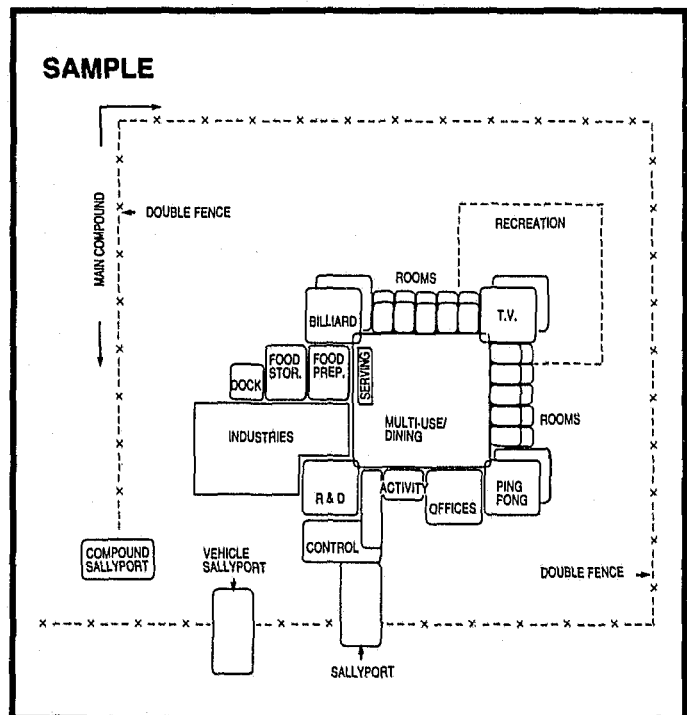 SAMPLE
MAIN COMPOUND
DOUBLE FENCE
RECREATION
ROOMS
BILLIARD
T.V.
FOOD
STOR.
FOOD
PREP.
DOCK
SERVING
INDUSTRIES
MULTI-USE/
DINING
ROOMS
R & D
ACTIVITY
OFFICES
PING
PONG
CONTROL
COMPOUND
SALLYPORT
VEHICLE
SALLYPORT
DOUBLE FENCE
SALLYPORT